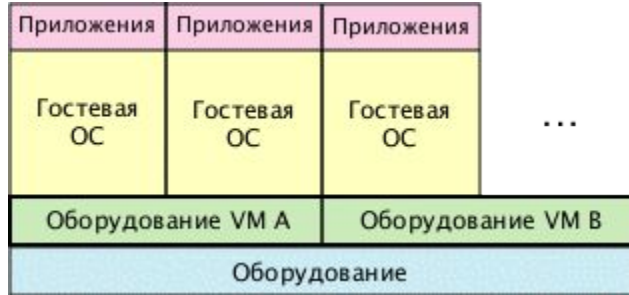 Приложения Приложения Приложения
Гостевая Гостевая Гостевая
ОС ОС ОС
...
Оборудование VM A Оборудование VM B
Оборудование